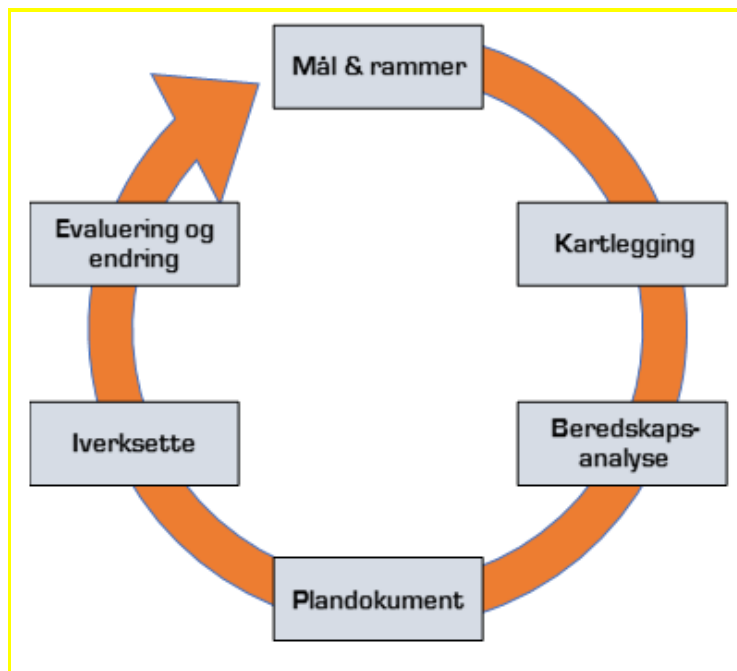 Mål & rammer
Kartlegging
Beredskaps-
analyse
Plandokument
Iverksette
Evaluering og
endring